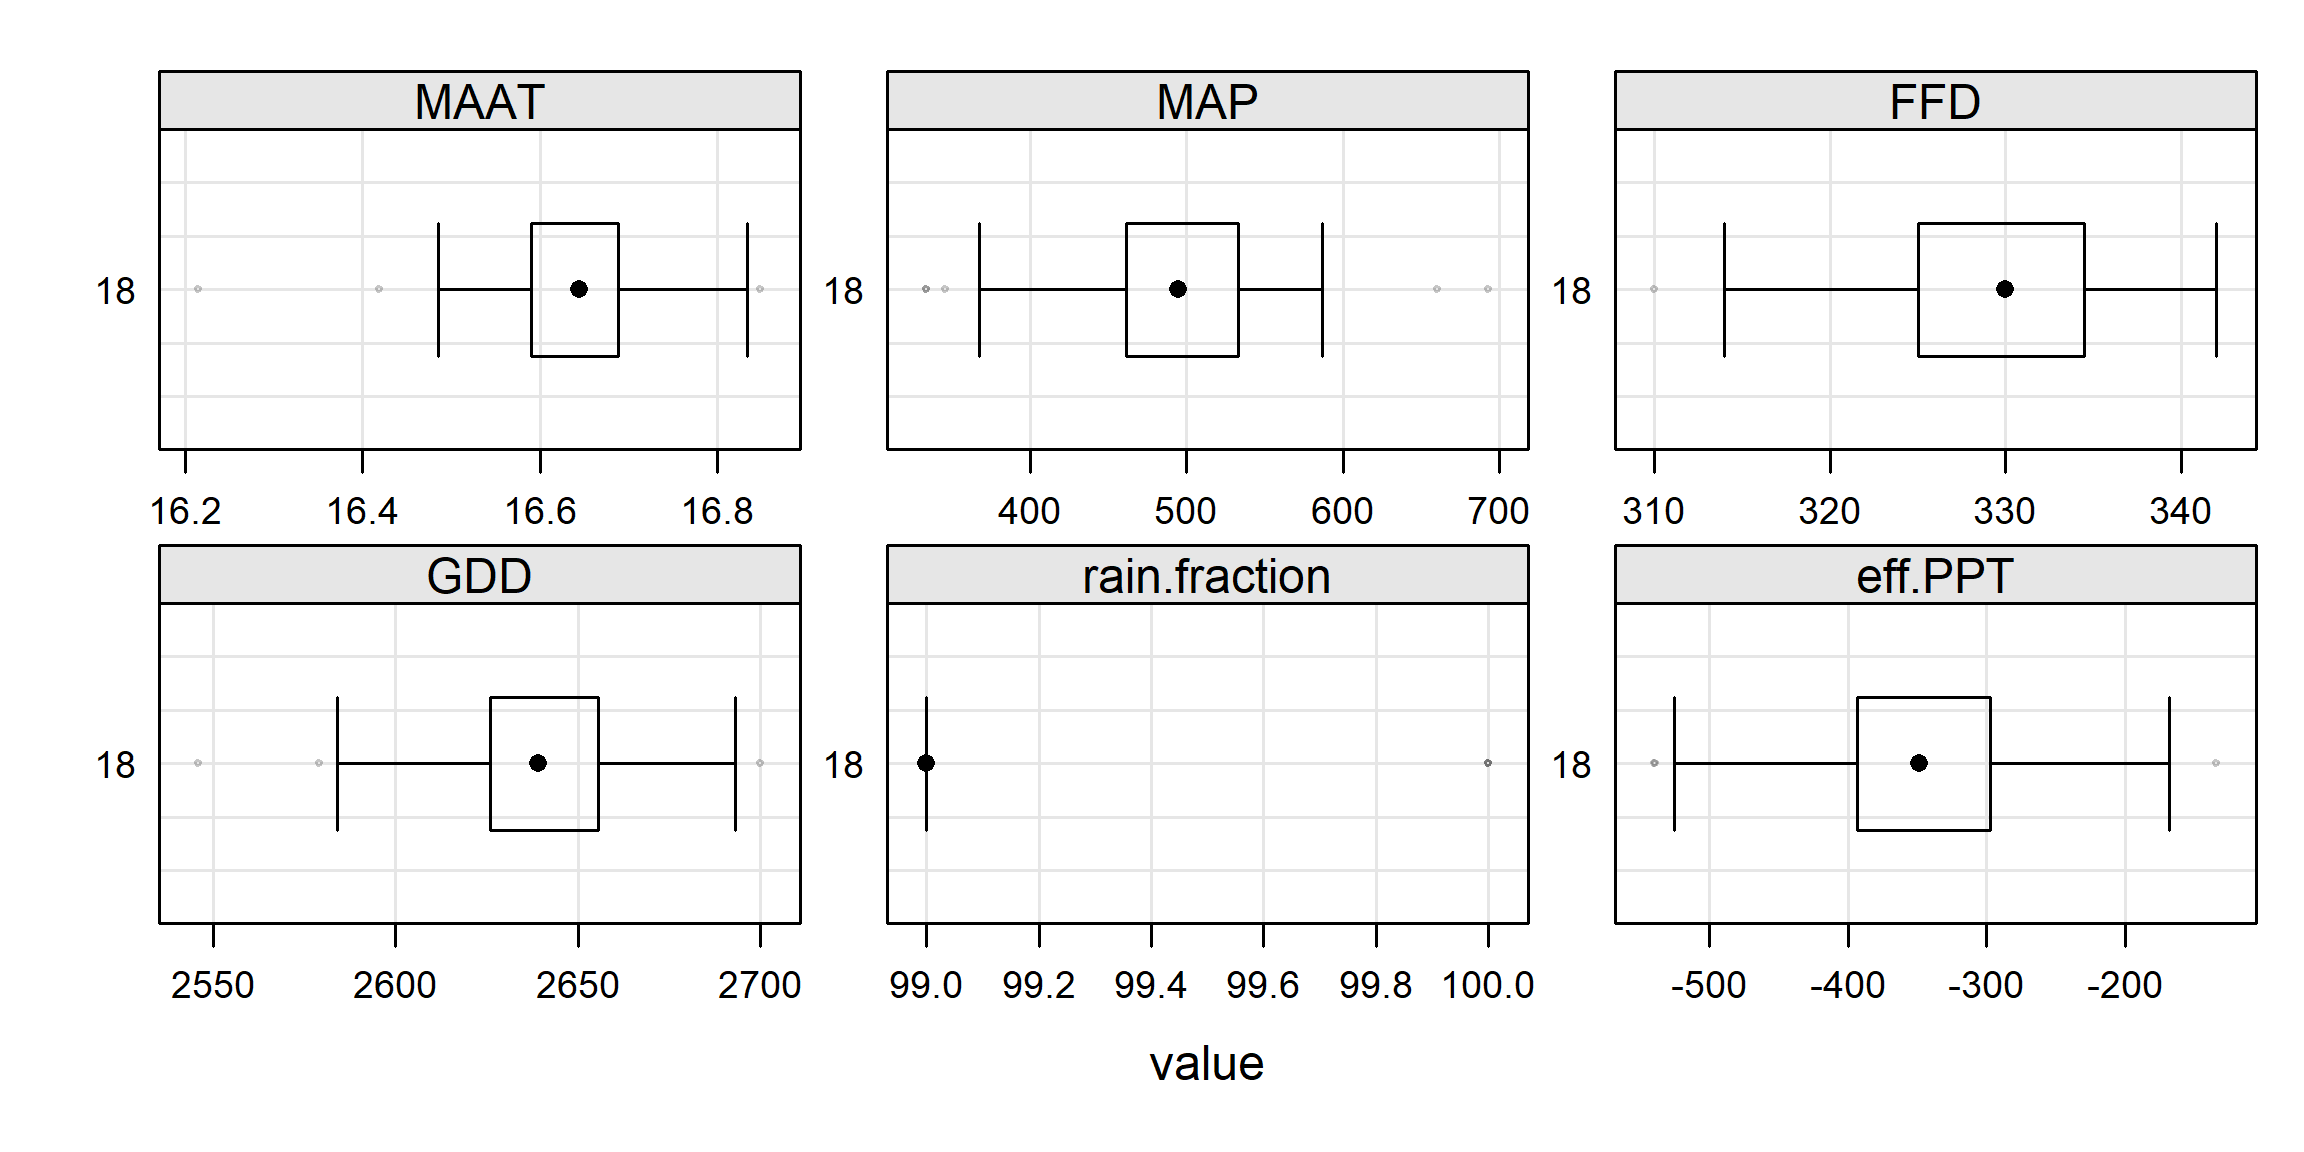 MAAT MAP FFD
18 18 18
16.2 16.4 16.6 16.8 400 500 600 700 310 320 330 340
GDD rain.fraction eff.PPT
18 18 18
2550 2600 2650 2700 99.0 99.2 99.4 99.6 99.8 100.0 -500 -400 -300 -200
value